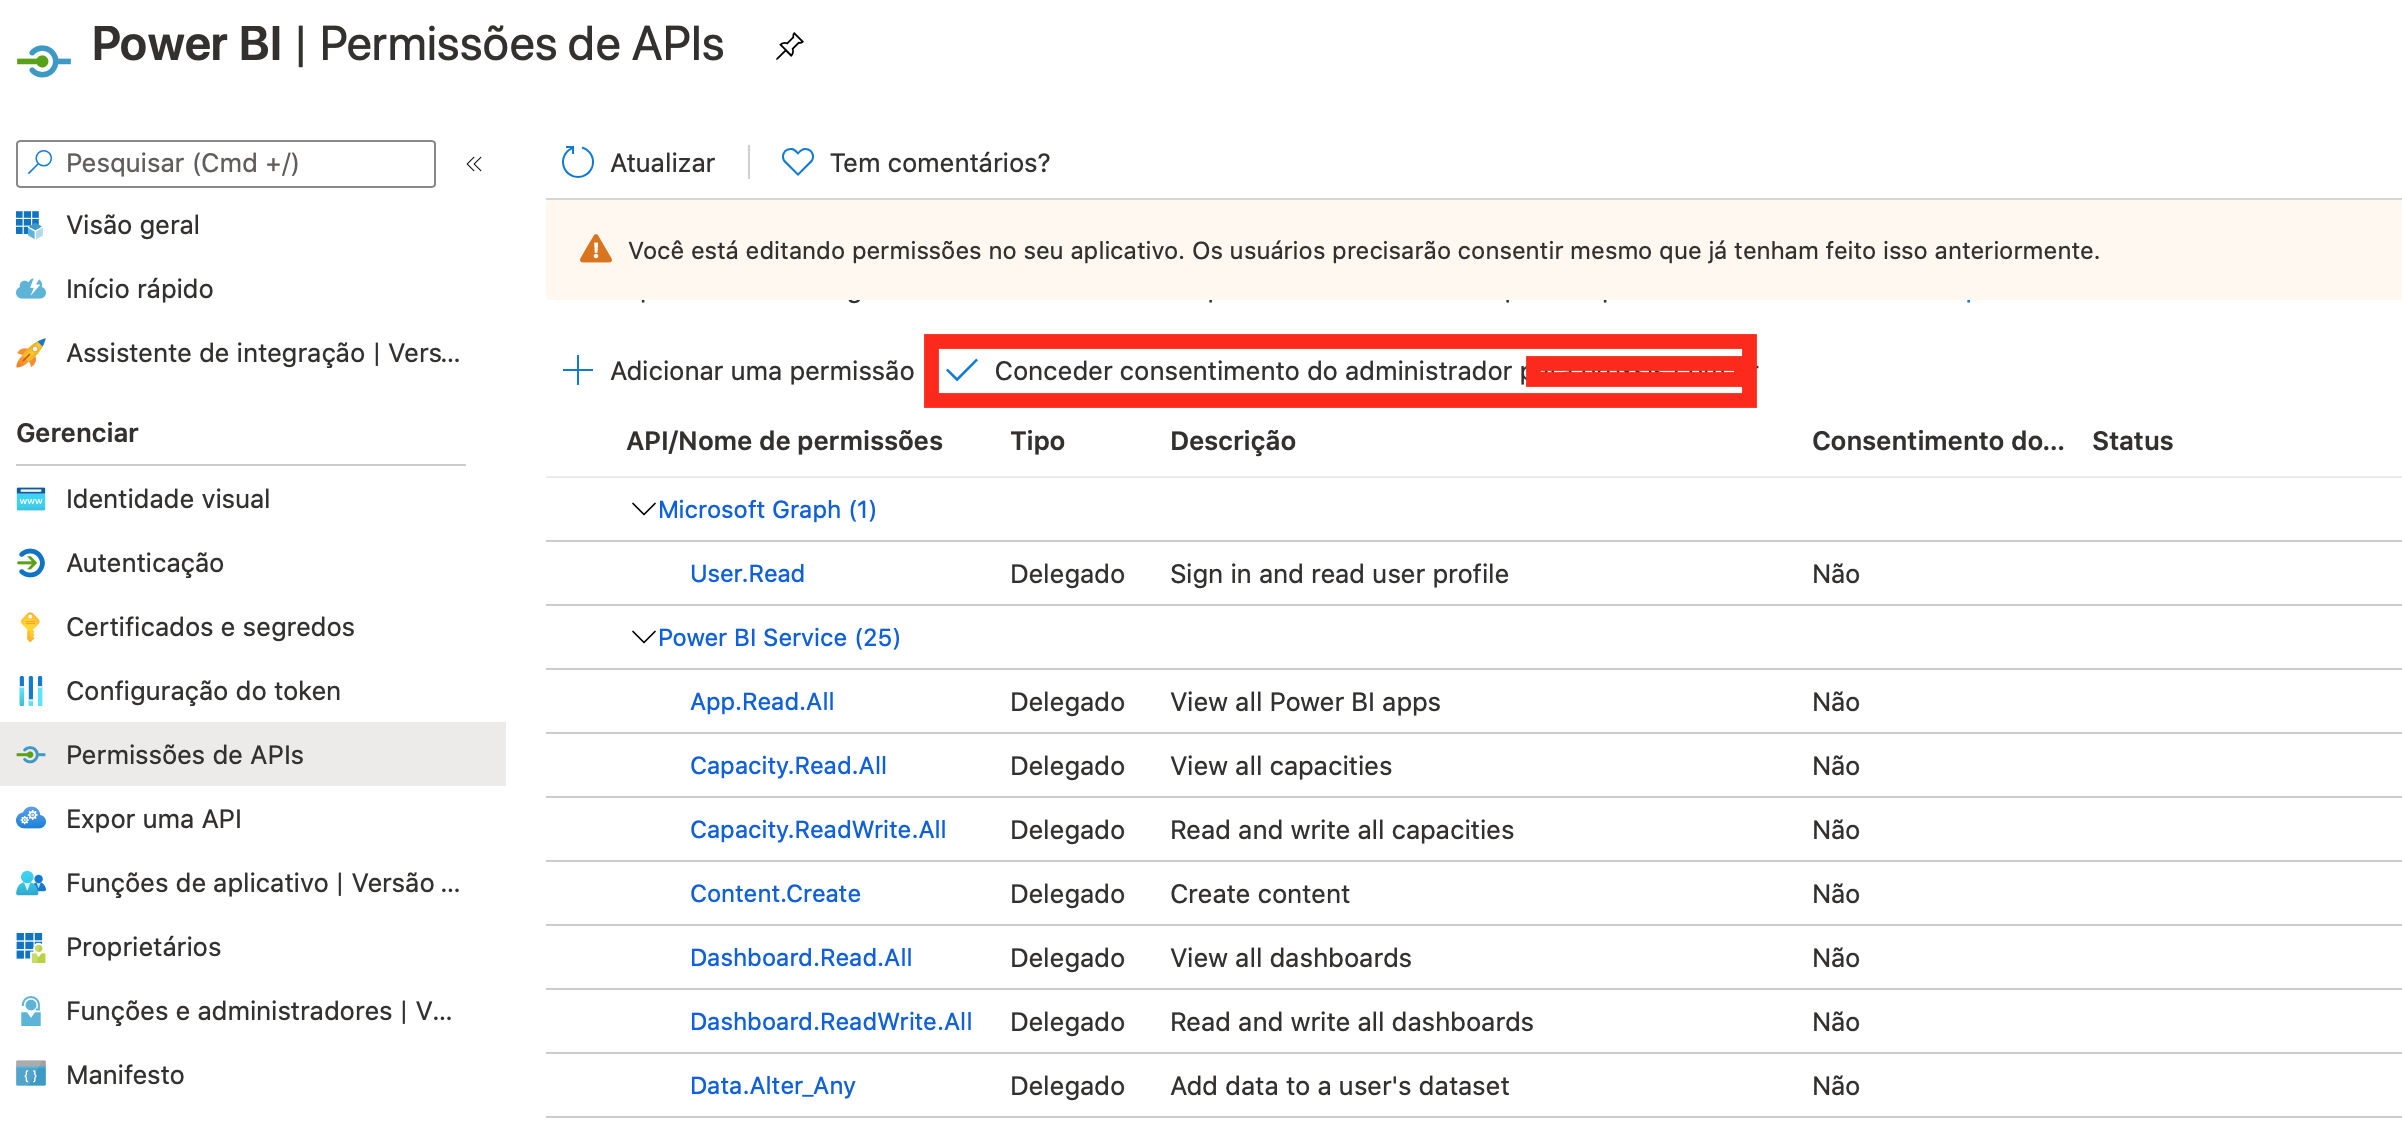 Power BI | Permissões de APIs
Pesquisar (Cmd +/)
«
Visão geral
Início rápido
Assistente de integração | Vers...
Gerenciar
Identidade visual
Autenticação
Certificados e segredos
Configuração do token
Permissões de APIs
Expor uma API
Funções de aplicativo | Versão ...
Proprietários
Funções e administradores | V...
Manifesto
Atualizar
Tem comentários?
Você está editando permissões no seu aplicativo. Os usuários precisarão consentir mesmo que já tenham feito isso anteriormente.
Adicionar uma permissão
Conceder consentimento do administrador
API/Nome de permissões Tipo Descrição Consentimento do... Status
Microsoft Graph (1)
User.Read Delegado Sign in and read user profile Não
Power BI Service (25)
App.Read.All Delegado View all Power BI apps Não
Capacity.Read.All Delegado View all capacities Não
Capacity.ReadWrite.All Delegado Read and write all capacities Não
Content.Create Delegado Create content Não
Dashboard.Read.All Delegado View all dashboards Não
Dashboard.ReadWrite.All Delegado Read and write all dashboards Não
Data.Alter_Any Delegado Add data to a user's dataset Não